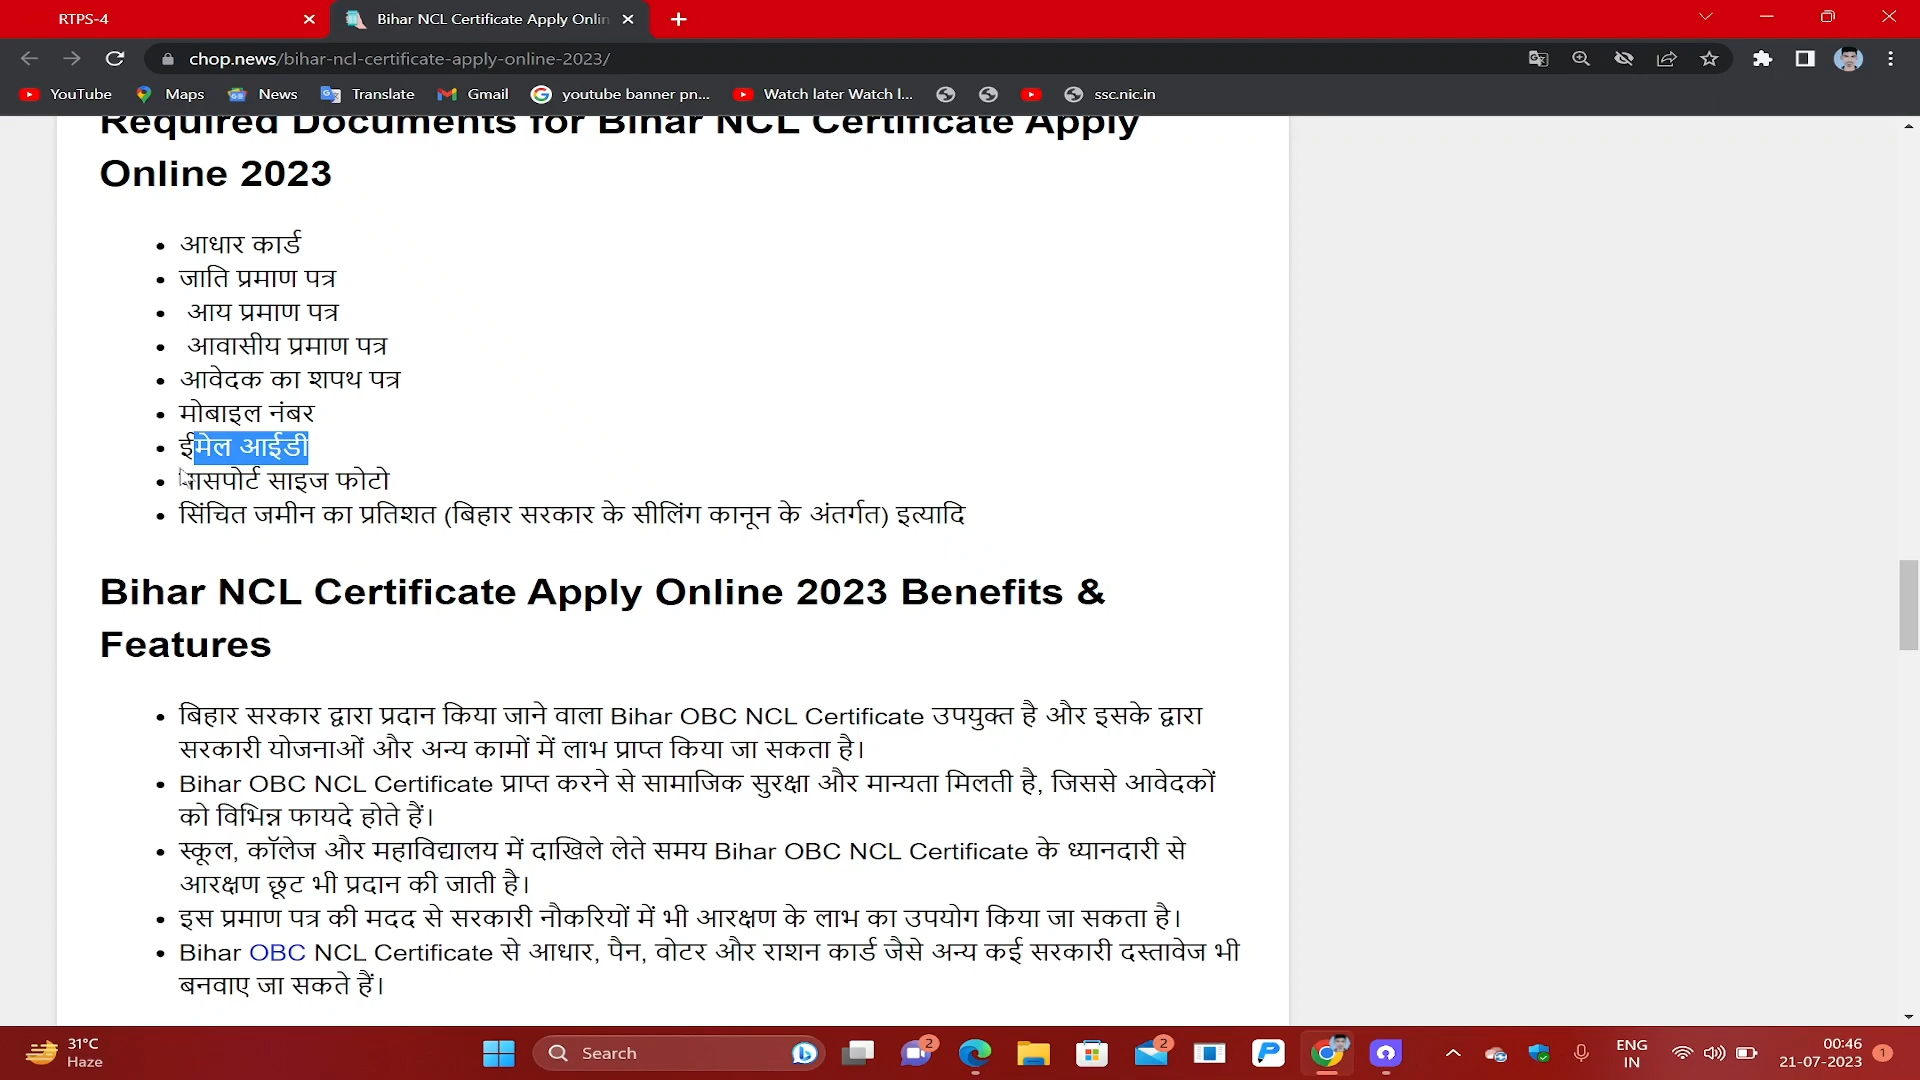 RTPS-4
Bihar NCL Certificate Apply Onlin
chop.news/bihar-ncl-certificate-apply-online-2023/
YouTube Maps News Translate Gmail youtube banner pn... Watch later Watch l... ssc.nic.in
Required Documents for Bihar NCL Certificate Apply
Online 2023
• आधार कार्ड
• जाति प्रमाण पत्र
• आय प्रमाण पत्र
• आवासीय प्रमाण पत्र
• आवेदक का शपथ पत्र
• मोबाइल नंबर
• ईमेल आईडी
• पासपोर्ट साइज फोटो
• सिंचित जमीन का प्रतिशत (बिहार सरकार के सीलिंग कानून के अंतर्गत) इत्यादि
Bihar NCL Certificate Apply Online 2023 Benefits &
Features
• बिहार सरकार द्वारा प्रदान किया जाने वाला Bihar OBC NCL Certificate उपयुक्त है और इसके द्वारा
सरकारी योजनाओं और अन्य कामों में लाभ प्राप्त किया जा सकता है।
• Bihar OBC NCL Certificate प्राप्त करने से सामाजिक सुरक्षा और मान्यता मिलती है, जिससे आवेदकों
को विभिन्न फायदे होते हैं।
• स्कूल, कॉलेज और महाविद्यालय में दाखिले लेते समय Bihar OBC NCL Certificate के ध्यानदारी से
आरक्षण छूट भी प्रदान की जाती है।
• इस प्रमाण पत्र की मदद से सरकारी नौकरियों में भी आरक्षण के लाभ का उपयोग किया जा सकता है।
• Bihar OBC NCL Certificate से आधार, पैन, वोटर और राशन कार्ड जैसे अन्य कई सरकारी दस्तावेज भी
बनवाए जा सकते हैं।
31°C
Haze
Search
2
2
ENG
IN
00:46
21-07-2023
1